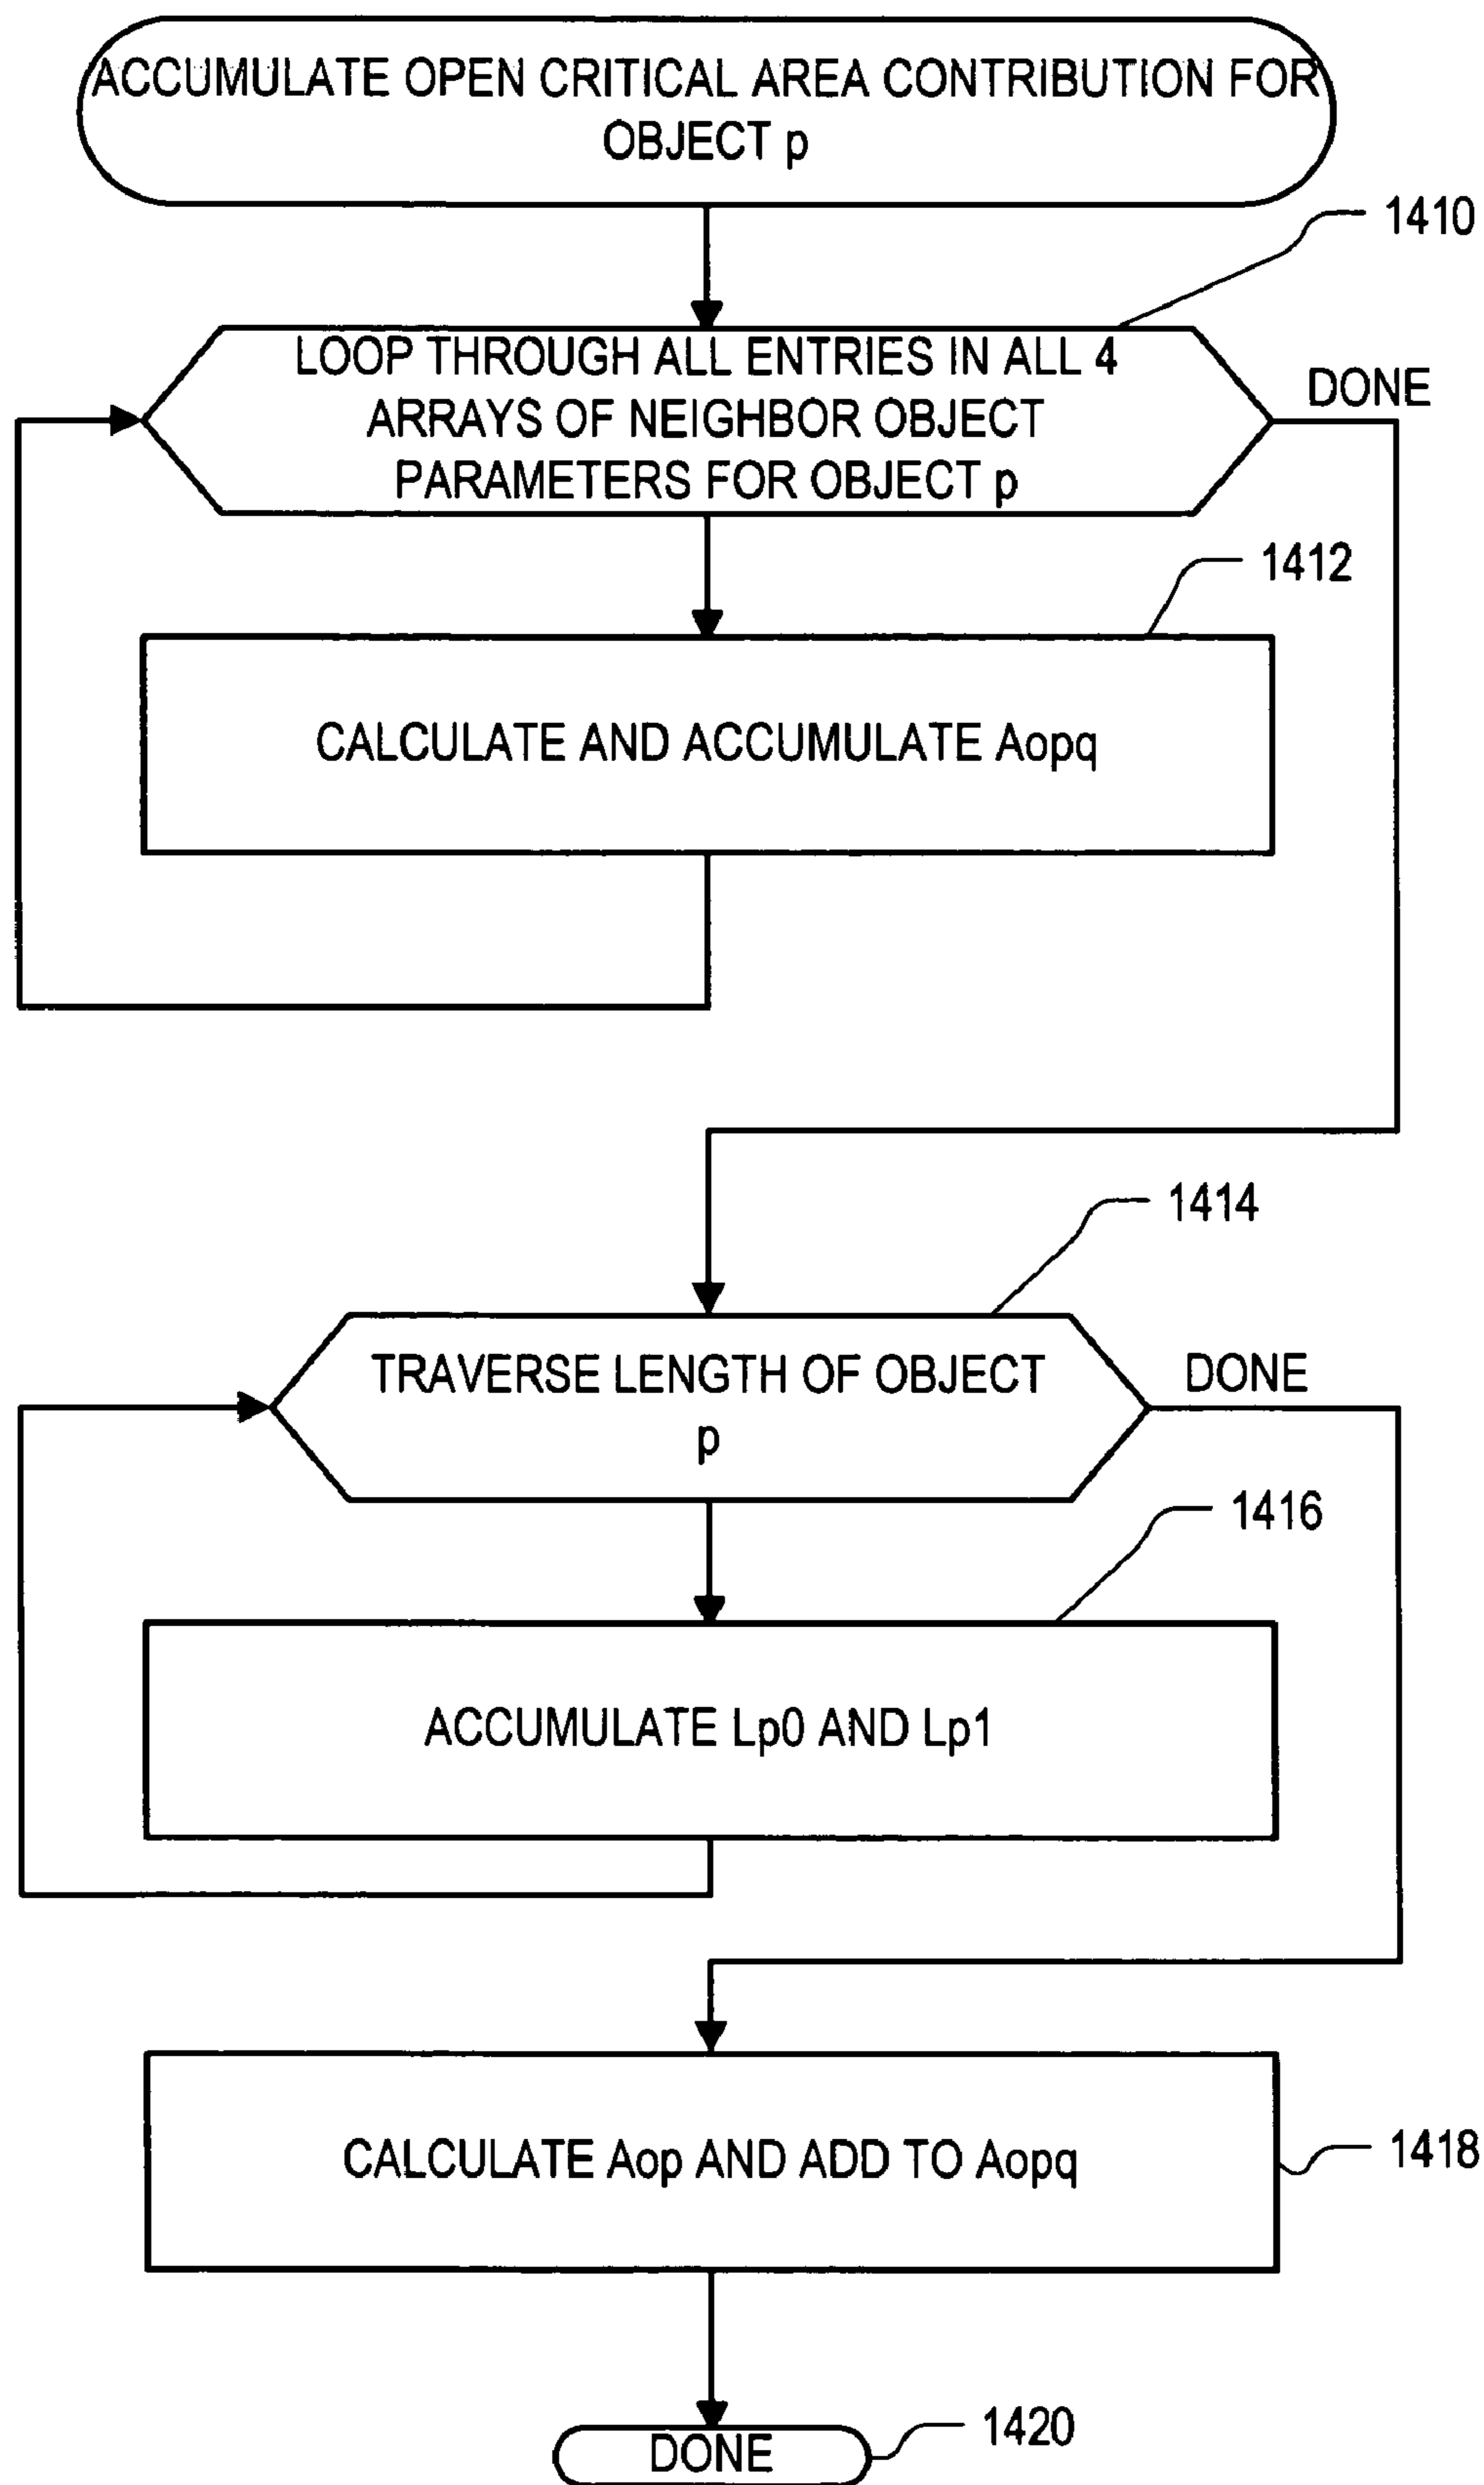 ACCUMULATE OPEN CRITICAL AREA CONTRIBUTION FOR
OBJECT p
1410
LOOP THROUGH ALL ENTRIES IN ALL 4
ARRAYS OF NEIGHBOR OBJECT
PARAMETERS FOR OBJECT p
DONE
1412
CALCULATE AND ACCUMULATE Aopq
1414
TRAVERSE LENGTH OF OBJECT
p
DONE
1416
ACCUMULATE Lp0 AND Lp1
CALCULATE Aop AND ADD TO Aopq
1418
DONE
1420